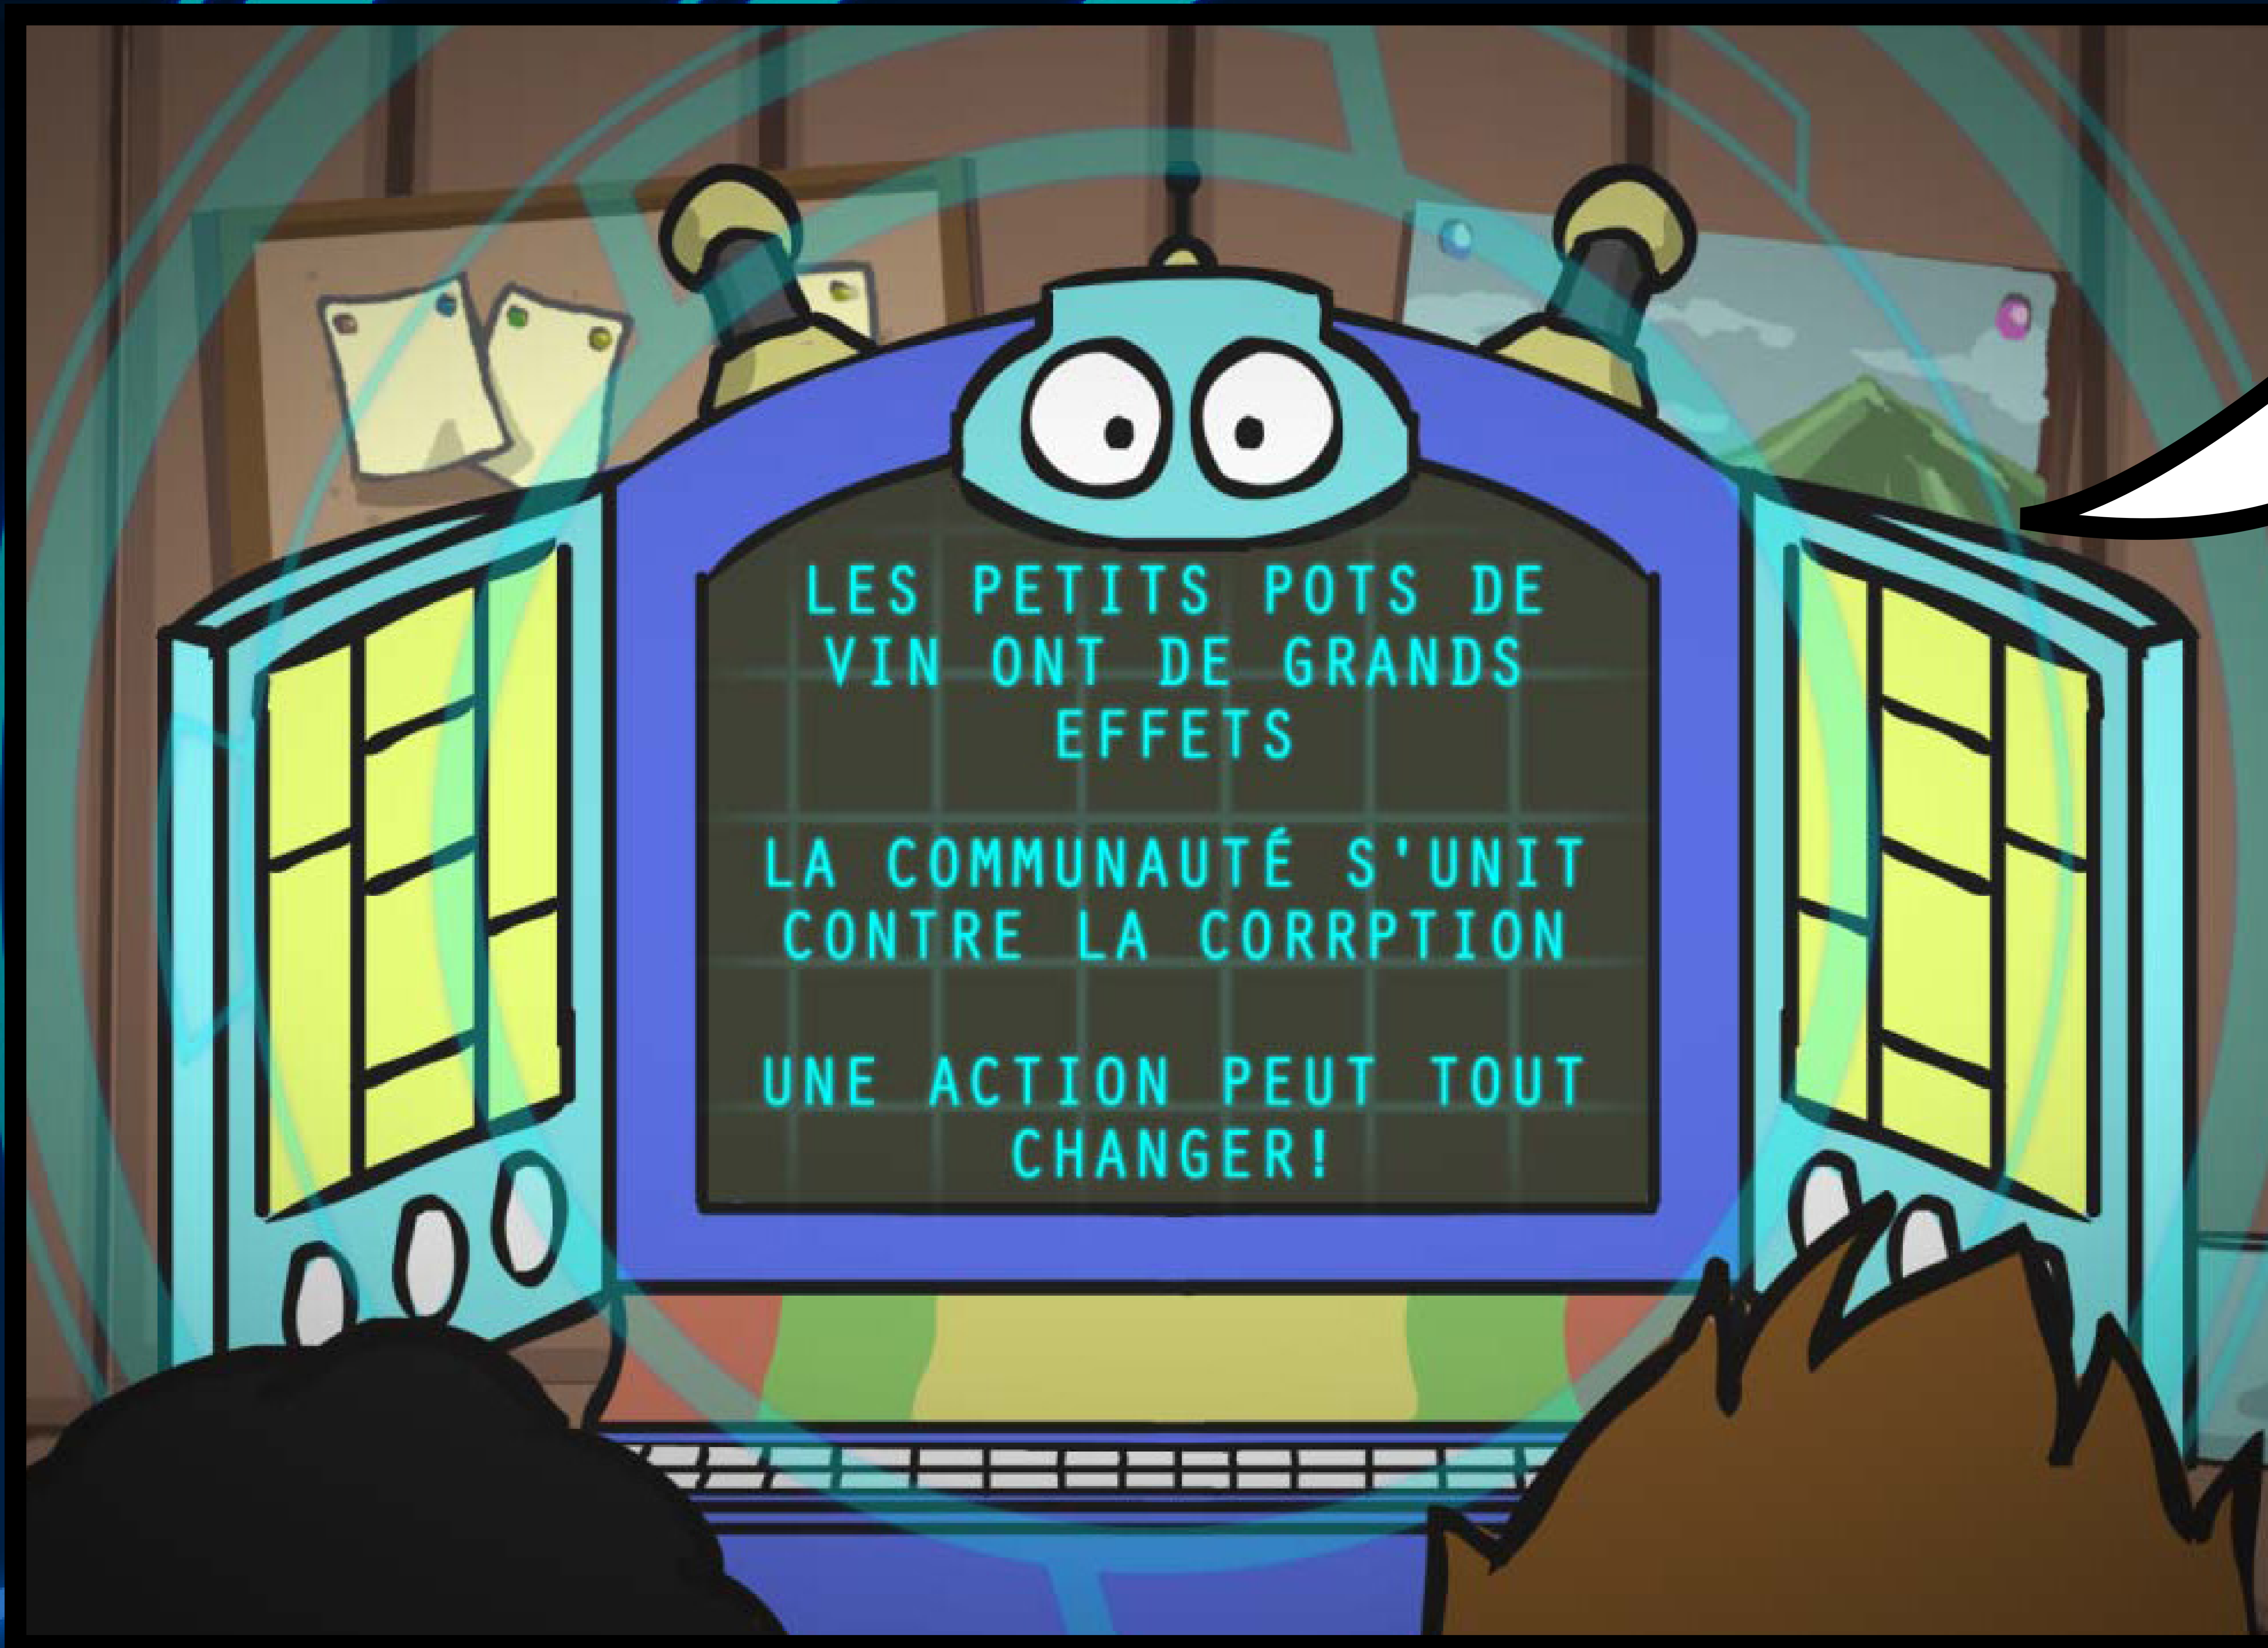 LES PETITS POTS DE
VIN ONT DE GRANDS
EFFETS
LA COMMUNAUTÉ S'UNIT
CONTRE LA CORRPTION
UNE ACTION PEUT TOUT
CHANGER!